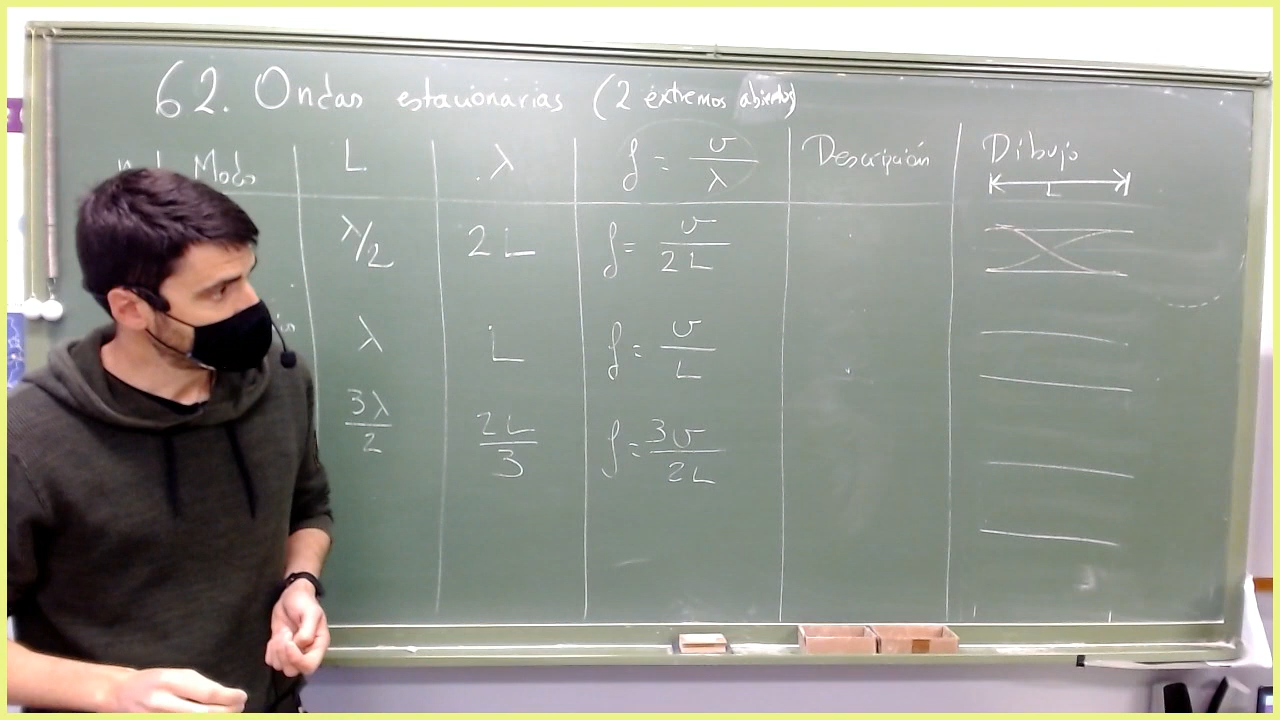 62. Ondas estacionarias (2 extremos abiertos)
Modo L λ f = v/λ Descripción Dibujo
L
λ/2 2L f = v/2L
λ L f = v/L
3λ/2 2L/3 f = 3v/2L